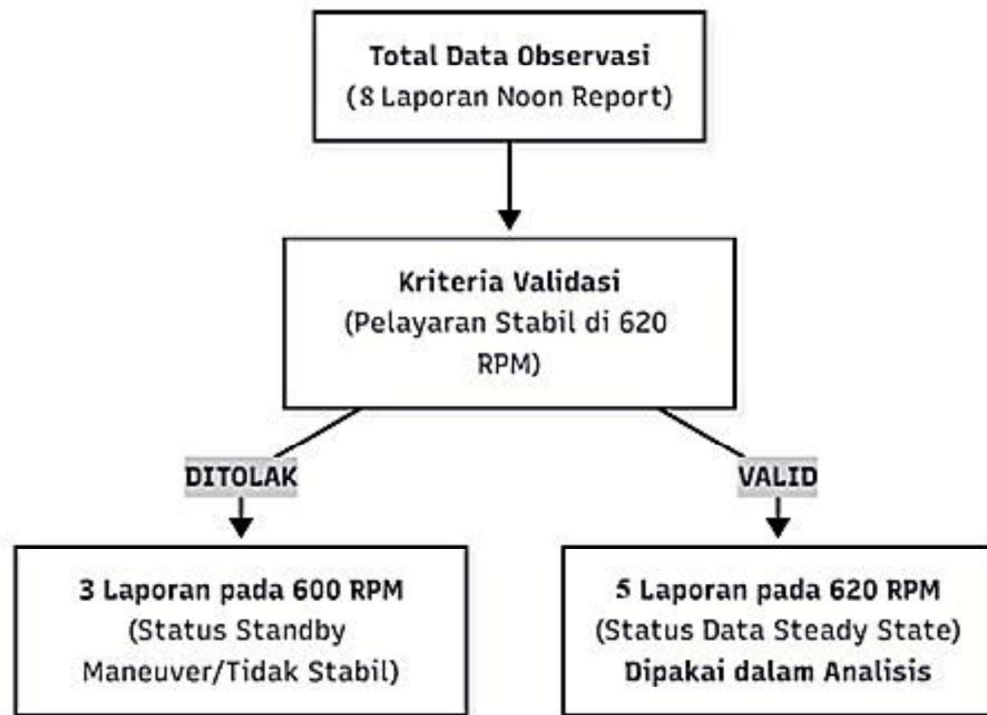 Total Data Observasi
(8 Laporan Noon Report)
Kriteria Validasi
(Pelayaran Stabil di 620
RPM)
DITOLAK
VALID
3 Laporan pada 600 RPM
(Status Standby
Maneuver/Tidak Stabil)
5 Laporan pada 620 RPM
(Status Data Steady State)
Dipakai dalam Analisis